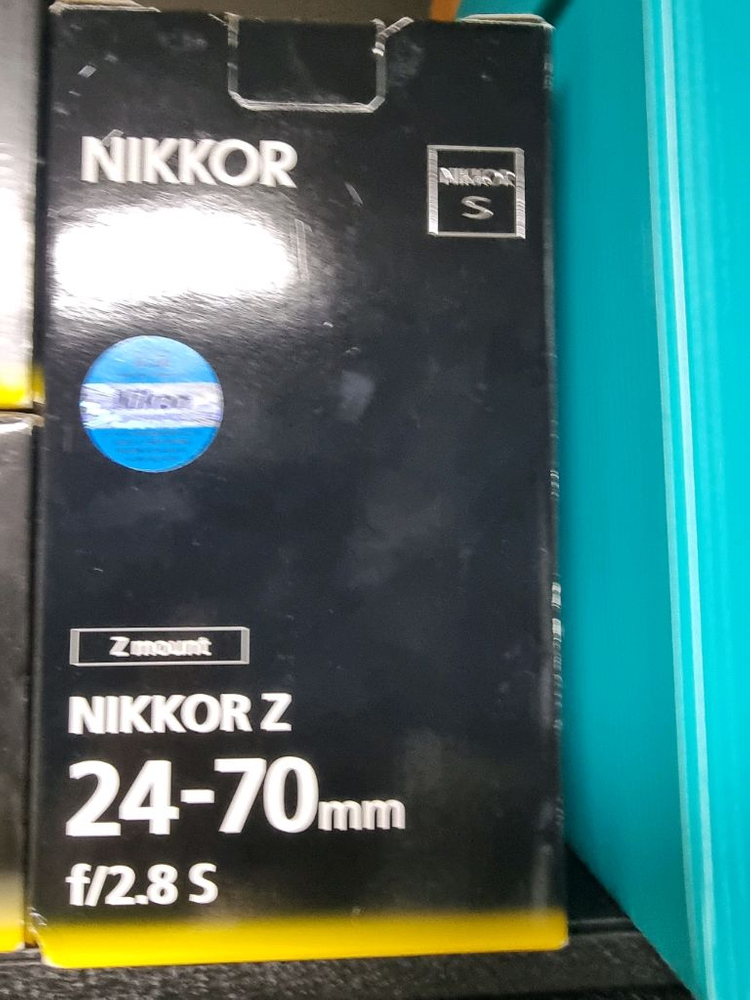 NIKKOR
NIKKOR
S
Nikon
Z mount
NIKKOR Z
24-70mm
f/2.8 S